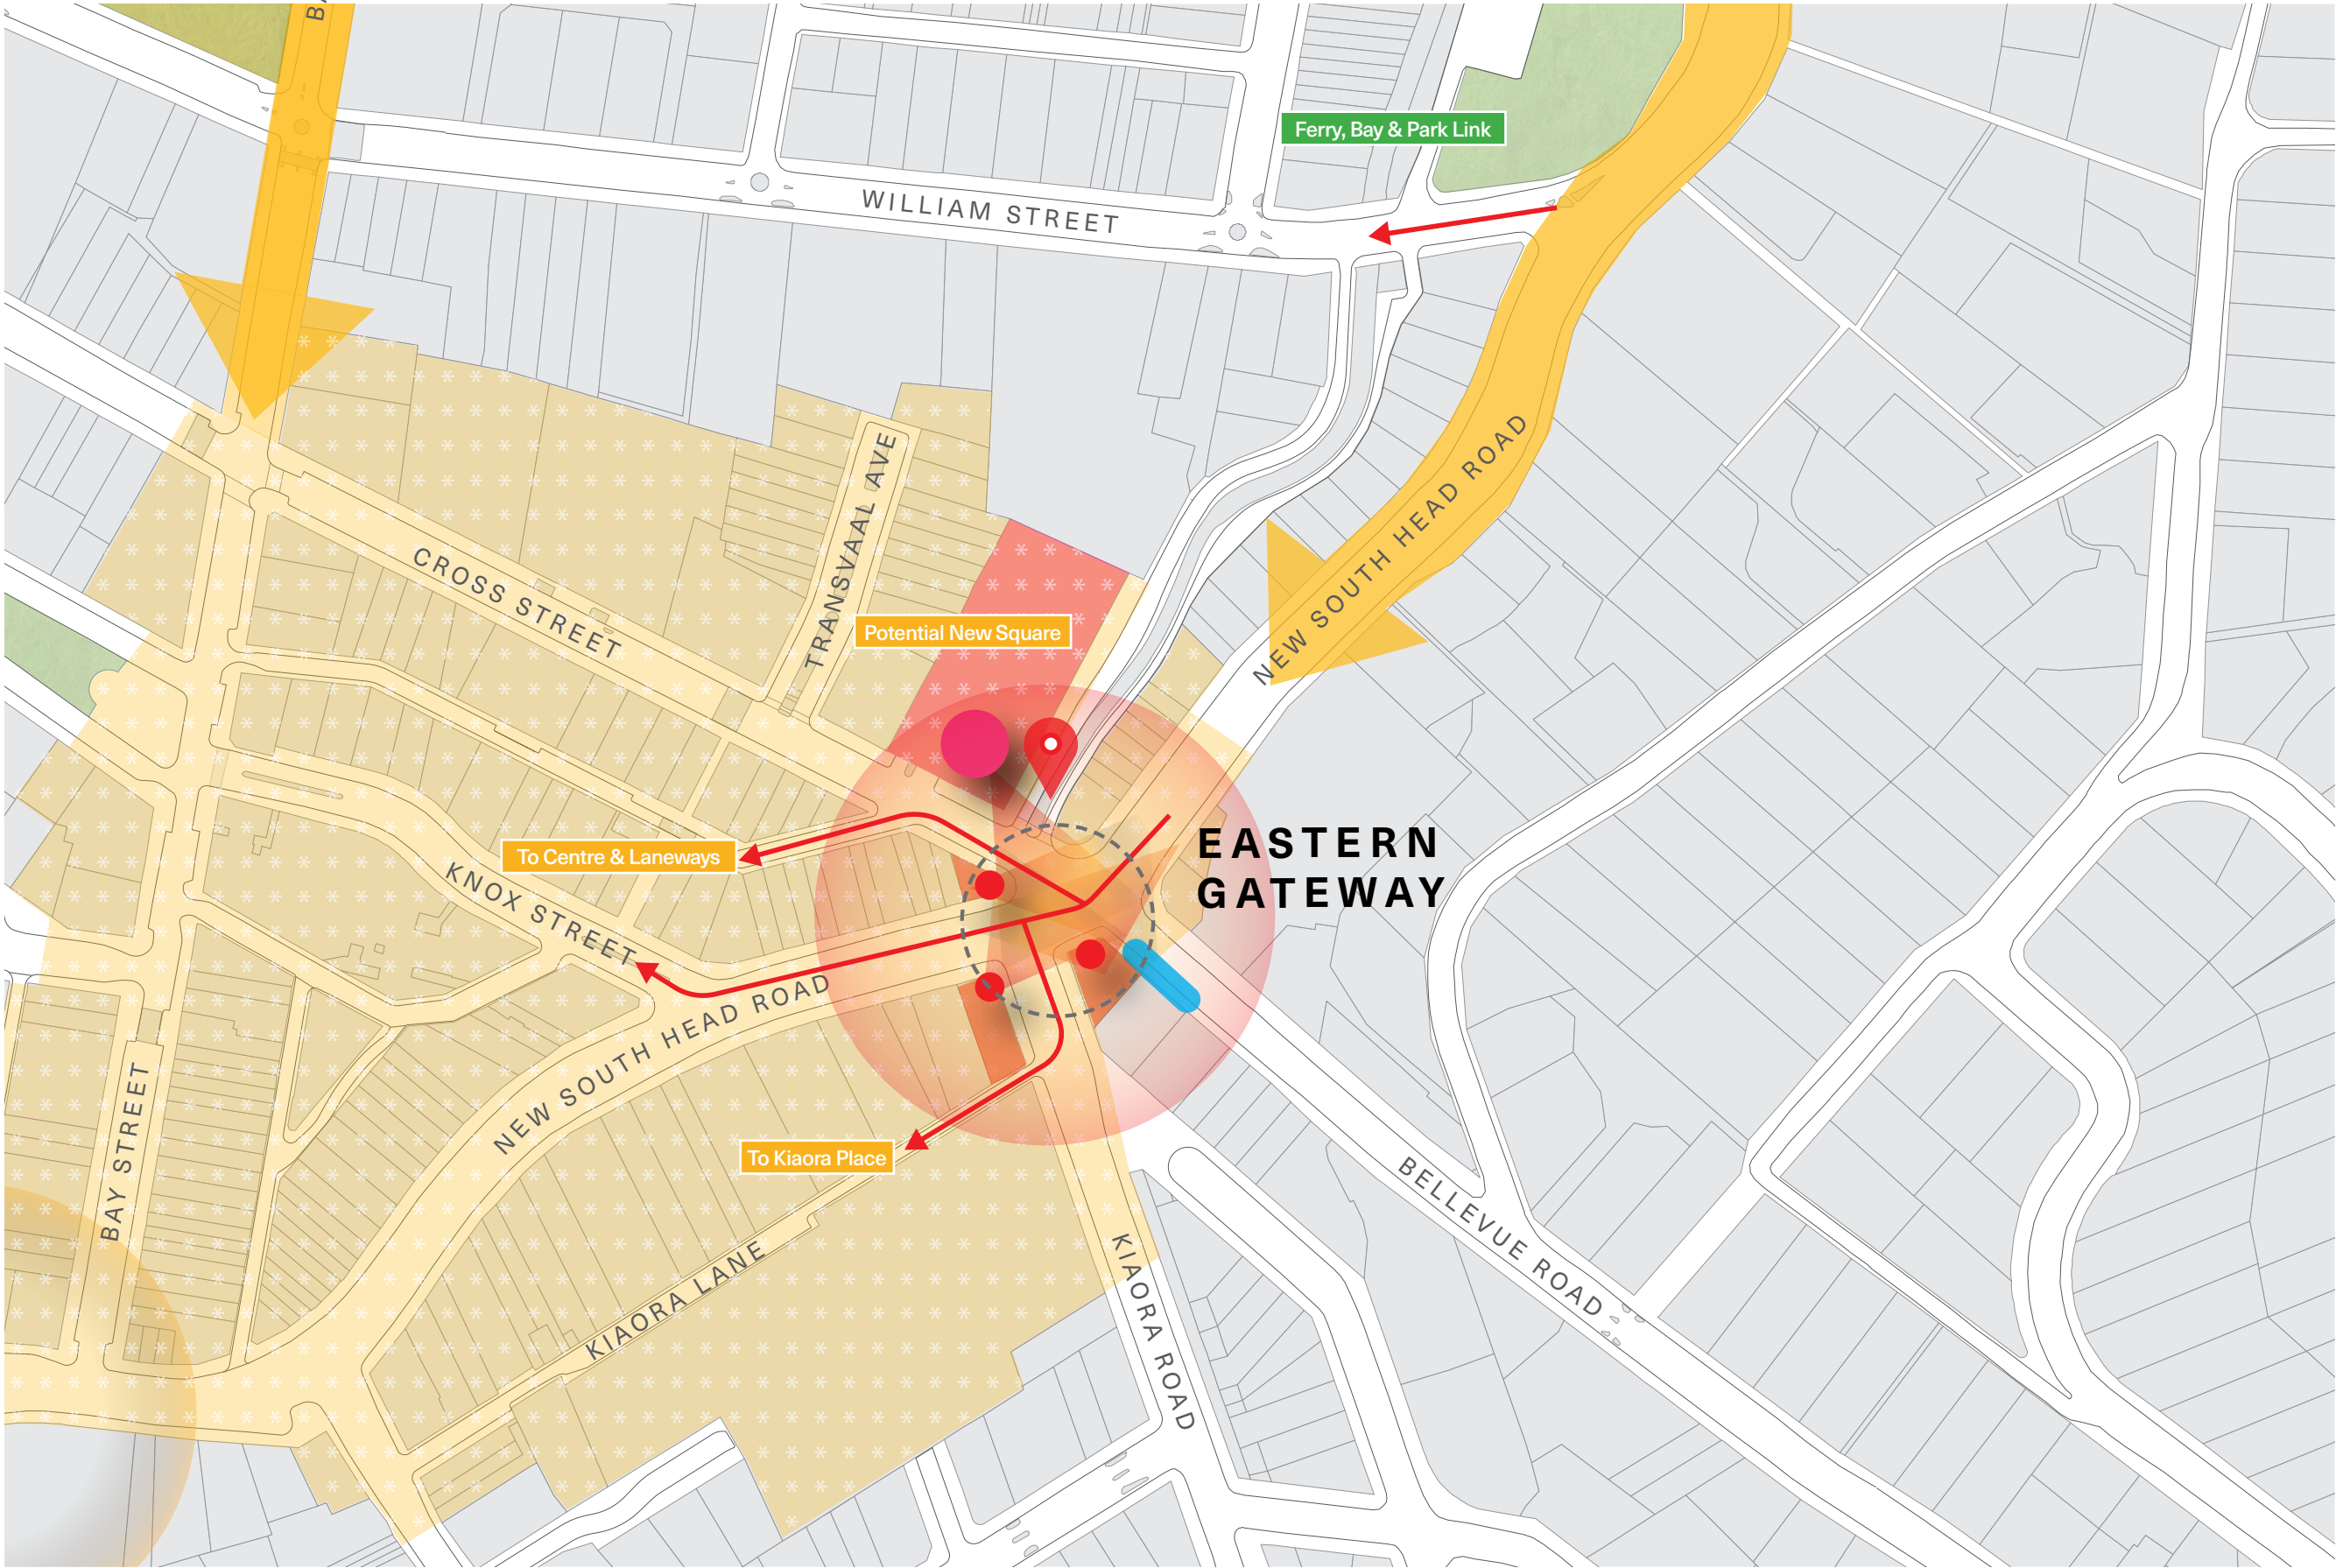 BA
Ferry, Bay & Park Link
WILLIAM STREET
NEW SOUTH HEAD ROAD
TRANSVAAL AVE
CROSS STREET
Potential New Square
EASTERN
GATEWAY
To Centre & Laneways
KNOX STREET
NEW SOUTH HEAD ROAD
BAY STREET
To Kiaora Place
KIAORA LANE
KIAORA ROAD
BELLEVUE ROAD